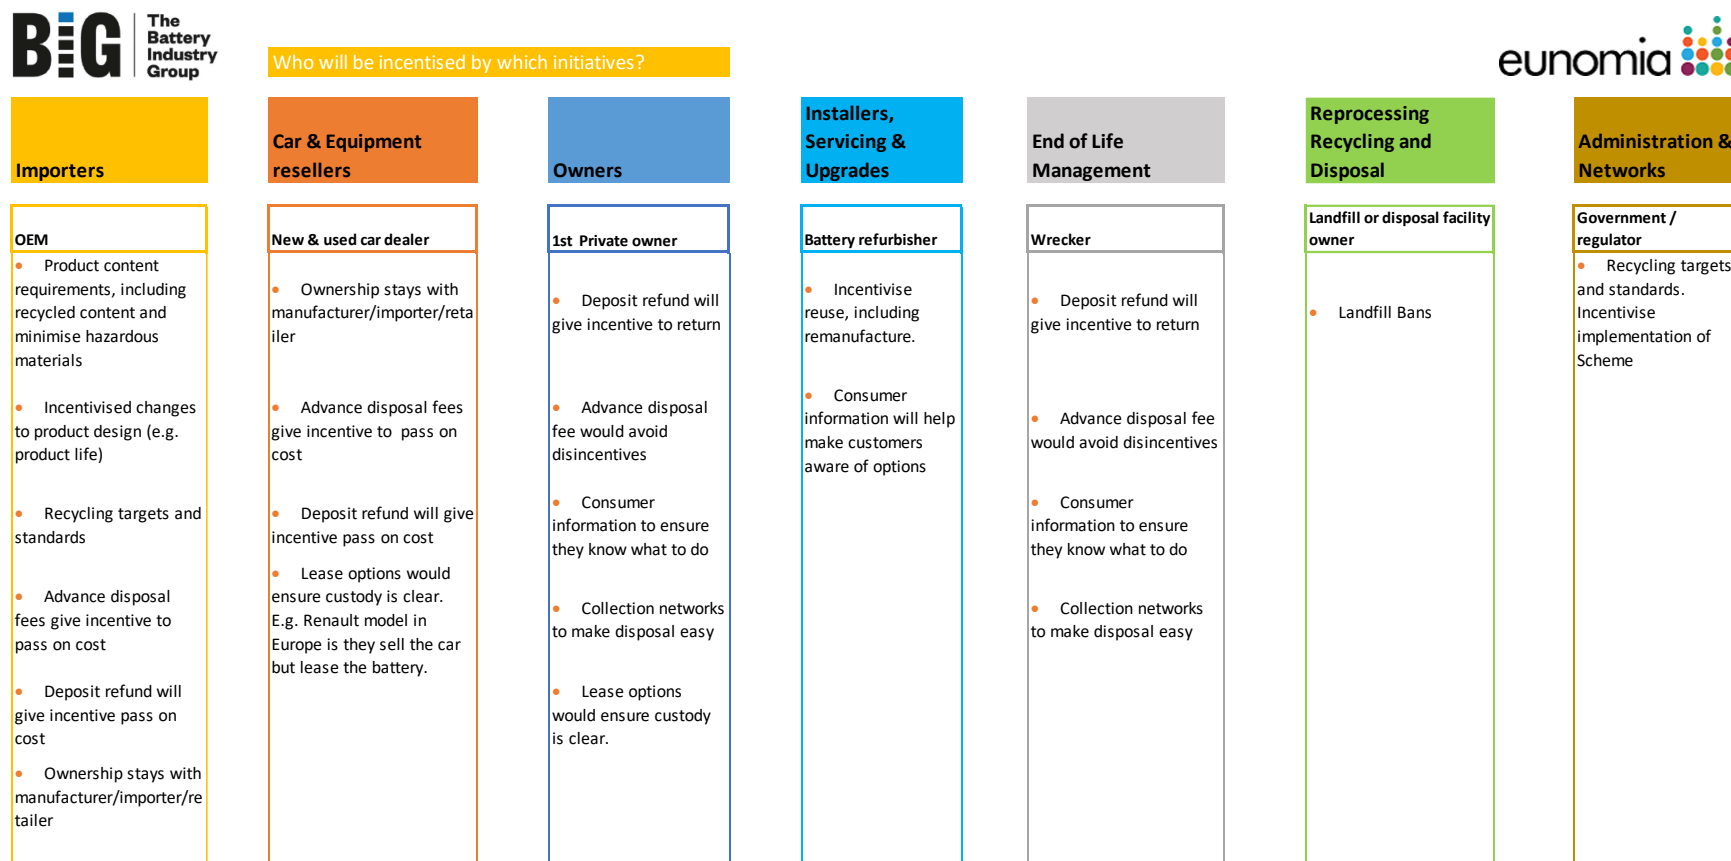 BiG
The
Battery
Industry
Group
Who will be incentised by which initiatives?
eunomia
Importers
OEM
• Product content
requirements, including
recycled content and
minimise hazardous
materials
• Incentivised changes
to product design (e.g.
product life)
• Recycling targets and
standards
• Advance disposal
fees give incentive to
pass on cost
• Deposit refund will
give incentive pass on
cost
• Ownership stays with
manufacturer/importer/re
tailer
Car & Equipment
resellers
New & used car dealer
• Ownership stays with
manufacturer/importer/reta
iler
• Advance disposal fees
give incentive to  pass on
cost
• Deposit refund will give
incentive pass on cost
• Lease options would
ensure custody is clear.
E.g. Renault model in
Europe is they sell the car
but lease the battery.
Owners
1st  Private owner
• Deposit refund will
give incentive to return
• Advance disposal
fee would avoid
disincentives
• Consumer
information to ensure
they know what to do
• Collection networks
to make disposal easy
• Lease options
would ensure custody
is clear.
Installers,
Servicing &
Upgrades
Battery refurbisher
• Incentivise
reuse, including
remanufacture.
• Consumer
information will help
make customers
aware of options
End of Life
Management
Wrecker
• Deposit refund will
give incentive to return
• Advance disposal fee
would avoid disincentives
• Consumer
information to ensure
they know what to do
• Collection networks
to make disposal easy
Reprocessing
Recycling and
Disposal
Landfill or disposal facility
owner
• Landfill Bans
Administration &
Networks
Government /
regulator
• Recycling targets
and standards.
Incentivise
implementation of
Scheme